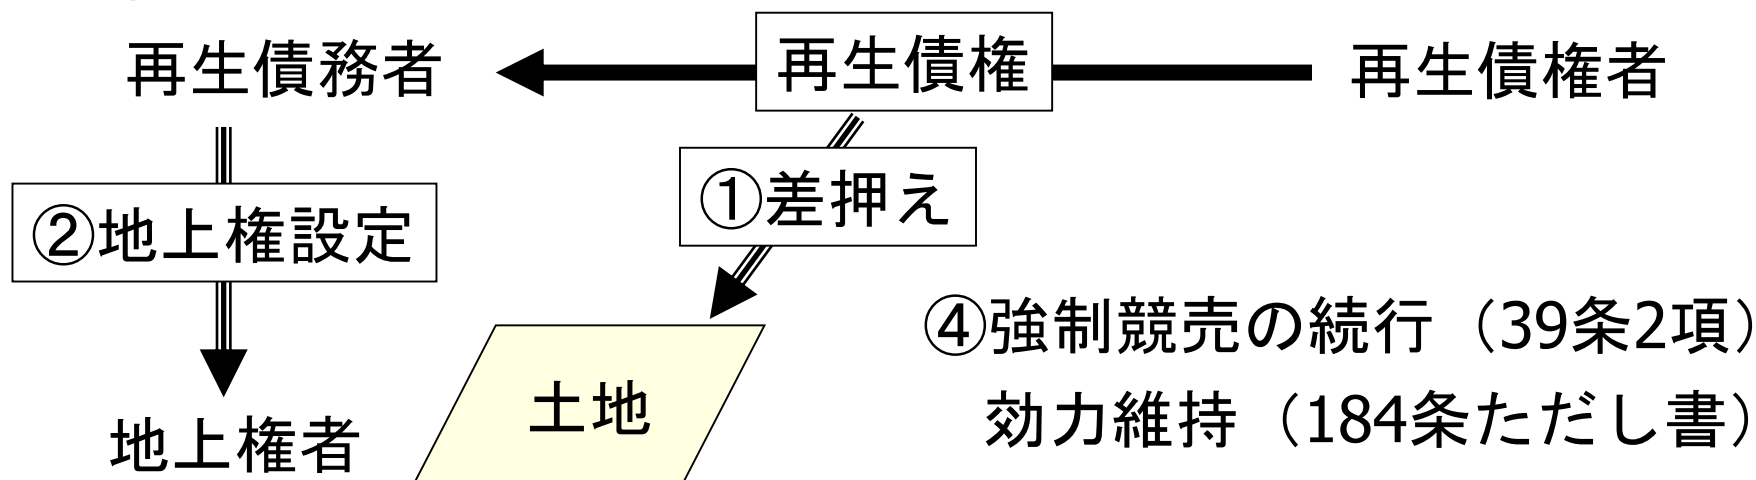 再生債務者
再生債権
再生債権者
①差押え
②地上権設定
④強制競売の続行（39条2項）
効力維持（184条ただし書）
土地
地上権者